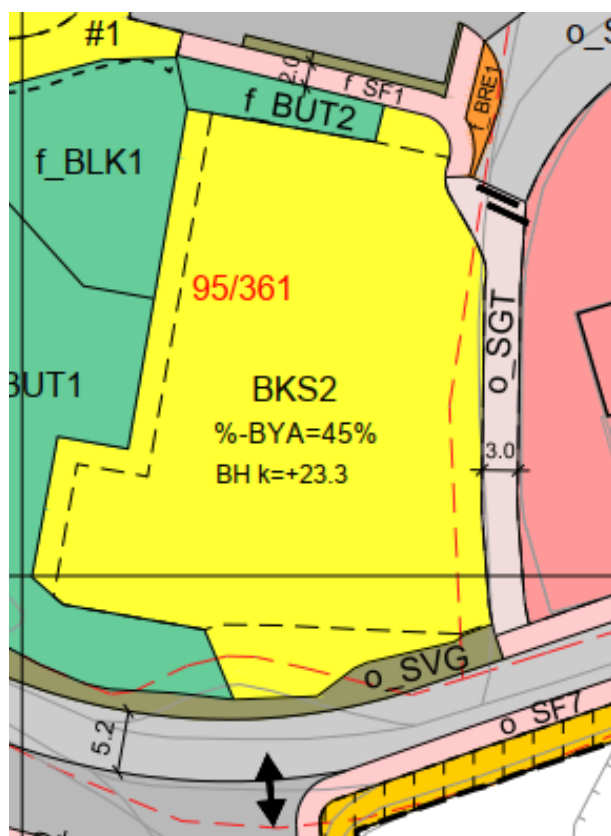 #1
o_S
2.0
f_SF1
f_BUT2
f_BRE1
f_BLK1
95/361
o_SGT
BUT1
BKS2
%-BYA=45%
BH k=+23.3
3.0
o_SVG
o_SF7
5.2